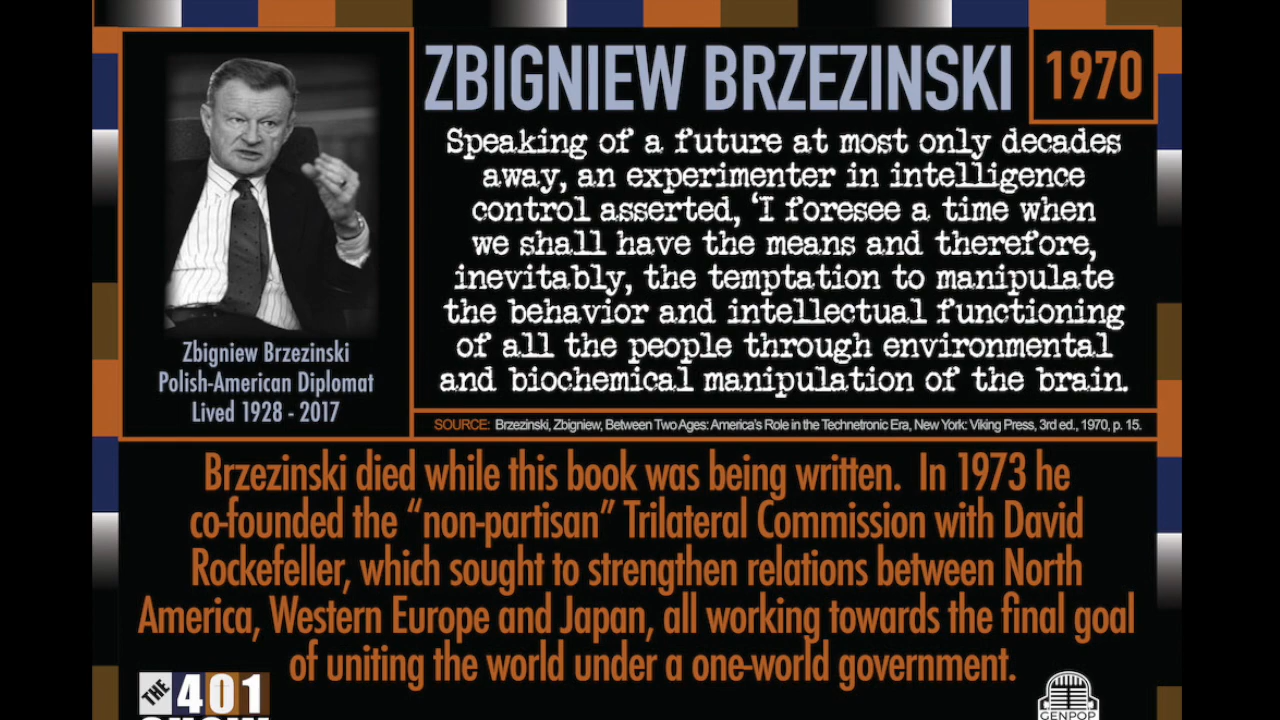 ZBIGNIEW BRZEZINSKI
1970
Speaking of a future at most only decades
away, an experimenter in intelligence
control asserted, ‘I foresee a time when
we shall have the means and therefore,
inevitably, the temptation to manipulate
the behavior and intellectual functioning
of all the people through environmental
and biochemical manipulation of the brain.
Zbigniew Brzezinski
Polish-American Diplomat
Lived 1928 - 2017
SOURCE: Brzezinski, Zbigniew, Between Two Ages: America's Role in the Technetronic Era, New York: Viking Press, 3rd ed., 1970, p. 15.
Brzezinski died while this book was being written. In 1973 he
co-founded the “non-partisan” Trilateral Commission with David
Rockefeller, which sought to strengthen relations between North
America, Western Europe and Japan, all working towards the final goal
of uniting the world under a one-world government.
THE 401
SHOW
GENPOP